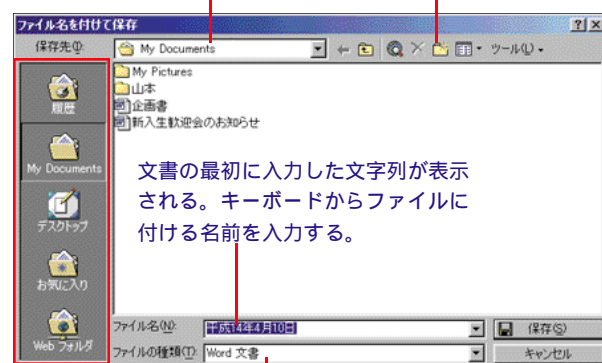 ファイル名を付けて保存
保存先(I): My Documents ツール(L)
My Pictures
山本
企画書
新入生歓迎会のお知らせ
履歴
My Documents
デスクトップ
お気に入り
Web フォルダ
文書の最初に入力した文字列が表示
される。キーボードからファイルに
付ける名前を入力する。
ファイル名(N): 平成14年4月10日 保存(S)
ファイルの種類(T): Word 文書 キャンセル